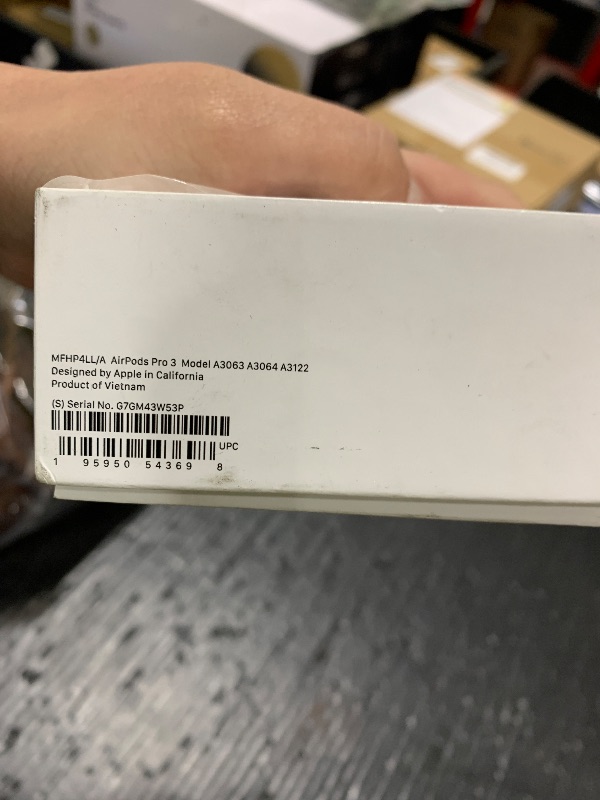 MFHP4LL/A AirPods Pro 3 Model A3063 A3064 A3122
Designed by Apple in California
Product of Vietnam
(S) Serial No. G7GM43W53P
UPC
1 95950 54369 8